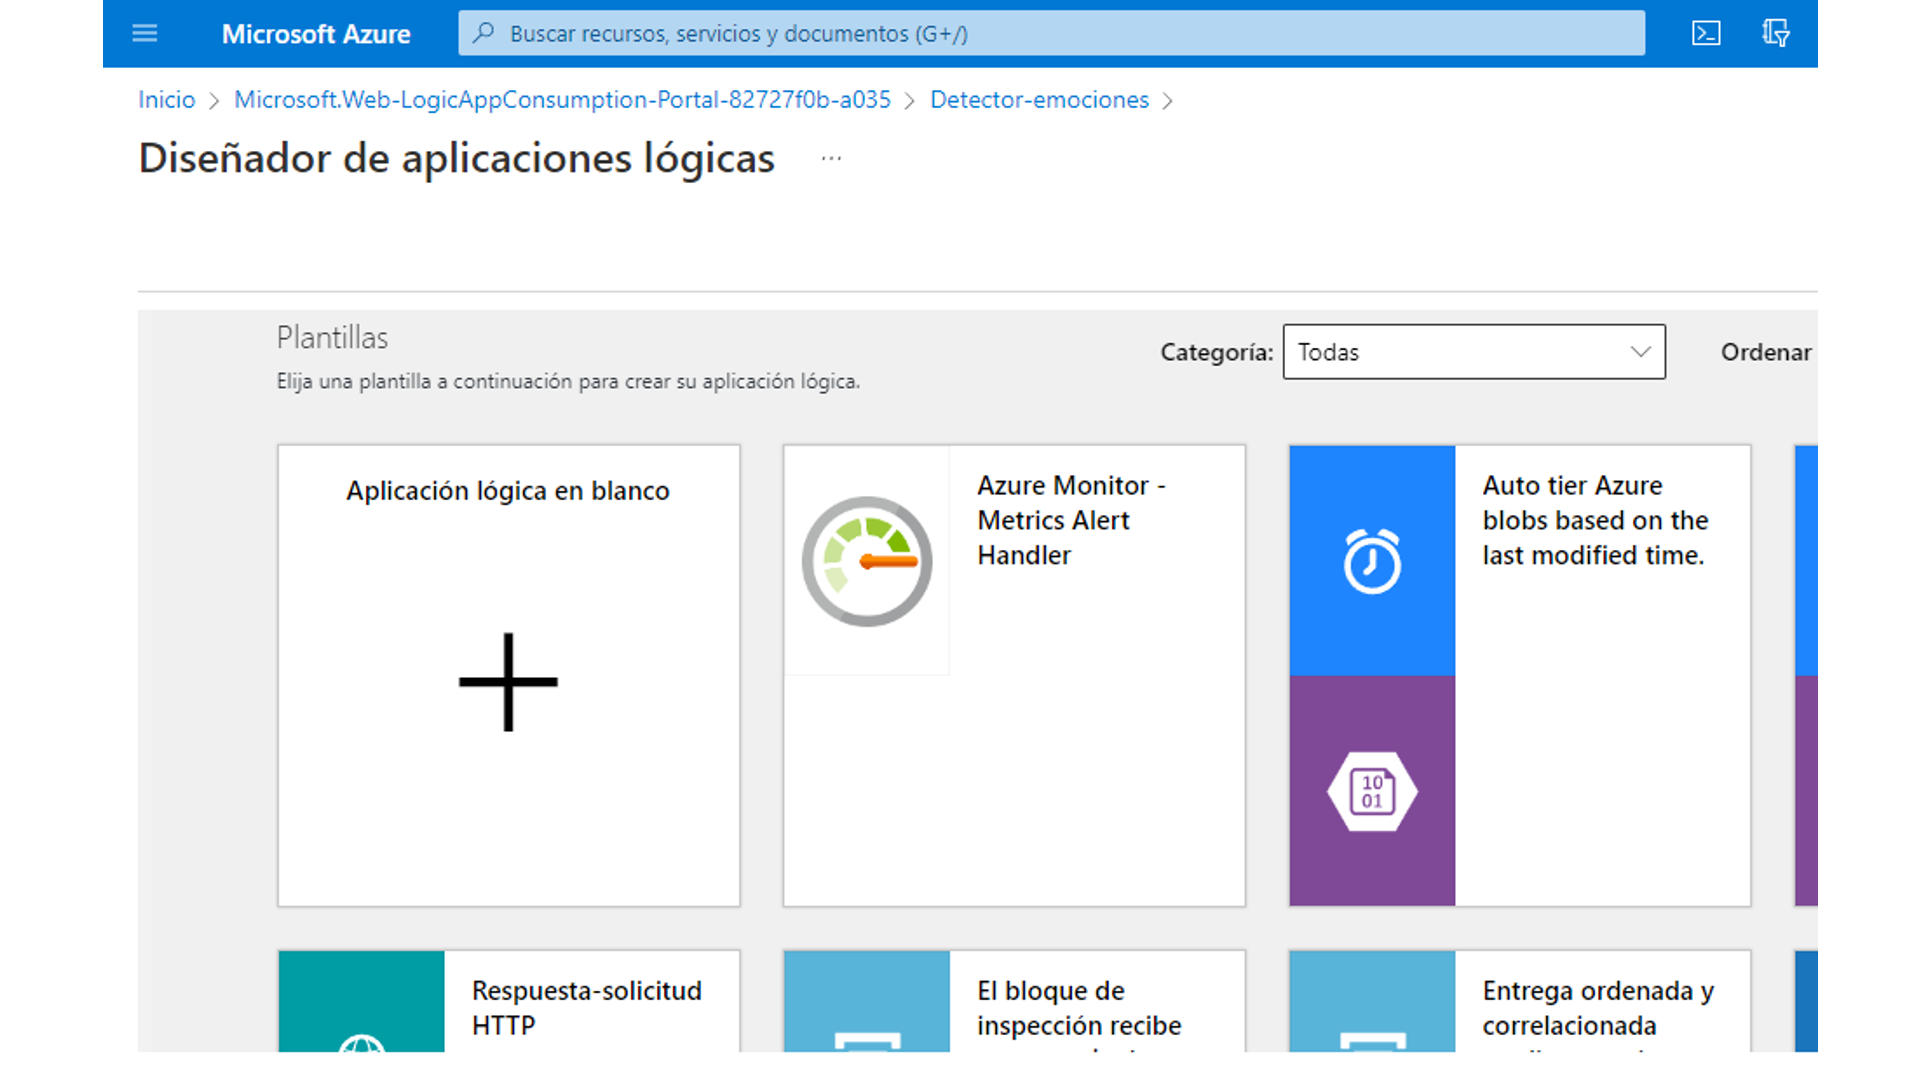 Microsoft Azure
Buscar recursos, servicios y documentos (G+/)
Inicio > Microsoft.Web-LogicAppConsumption-Portal-82727f0b-a035 > Detector-emociones >
Diseñador de aplicaciones lógicas ...
Plantillas
Elija una plantilla a continuación para crear su aplicación lógica.
Categoría: Todas
Ordenar
Aplicación lógica en blanco
Azure Monitor -
Metrics Alert
Handler
Auto tier Azure
blobs based on the
last modified time.
10
01
Respuesta-solicitud
HTTP
El bloque de
inspección recibe
Entrega ordenada y
correlacionada